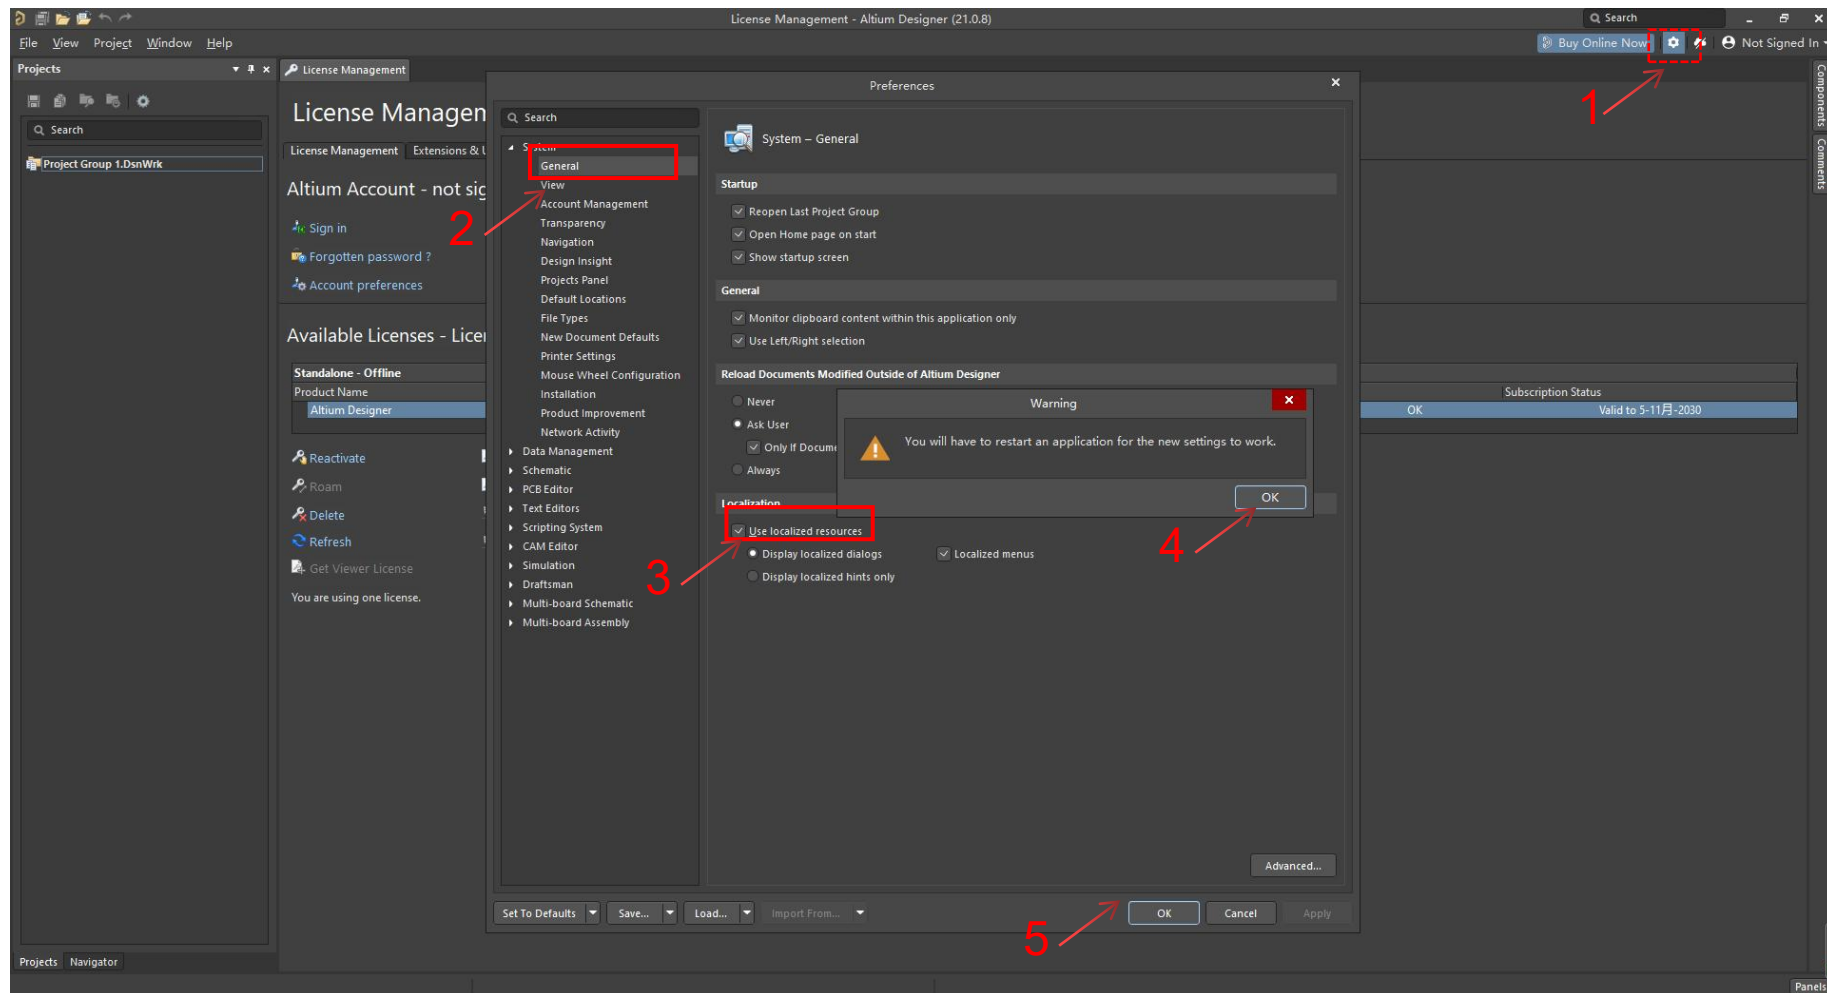 License Management - Altium Designer (21.0.8)
Search
File View Project Window Help
Buy Online Now
Not Signed In
Projects
License Management
Preferences
1
Components
Comments
Search
Project Group 1.DsnWrk
License Managen
License Management Extensions & U
Altium Account - not sig
Sign in
Forgotten password ?
Account preferences
Available Licenses - Licen
Standalone - Offline
Product Name
Subscription Status
Altium Designer
OK
Valid to 5-11月-2030
Reactivate
Roam
Delete
Refresh
Get Viewer License
You are using one license.
Search
System
General
View
2
Account Management
Transparency
Navigation
Design Insight
Projects Panel
Default Locations
File Types
New Document Defaults
Printer Settings
Mouse Wheel Configuration
Installation
Product Improvement
Network Activity
Data Management
Schematic
PCB Editor
Text Editors
Scripting System
CAM Editor
Simulation
Draftsman
Multi-board Schematic
Multi-board Assembly
System – General
Startup
Reopen Last Project Group
Open Home page on start
Show startup screen
General
Monitor clipboard content within this application only
Use Left/Right selection
Reload Documents Modified Outside of Altium Designer
Never
Ask User
Only If Docume
Always
Warning
You will have to restart an application for the new settings to work.
OK
4
Localization
Use localized resources
3
Display localized dialogs
Localized menus
Display localized hints only
Advanced...
Set To Defaults
Save...
Load...
Import From...
5
OK
Cancel
Apply
Projects Navigator
Panels